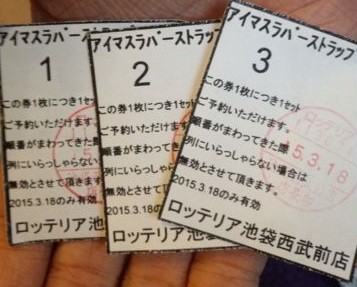 アイマスラバーストラップ
1
この券1枚につき1セット
ご予約いただけます。
順番がまわってきた際
列にいらっしゃらない
無効とさせて頂きます。
2015.3.18のみ有効
ロッテリア池袋
アイマスラバーストラップ
2
この券1枚につき1セット
ご予約いただけます。
順番がまわってきた際
列にいらっしゃらない
無効とさせて頂き
2015.3.18のみ
ロッテリア池袋
アイマスラバーストラップ
3
この券1枚につき1セット
ご予約いただけます。
順番がまわってきた際
列にいらっしゃらない場合は
無効とさせて頂きます。
2015.3.18のみ有効
ロッテリア池袋西武前店
5.3.18